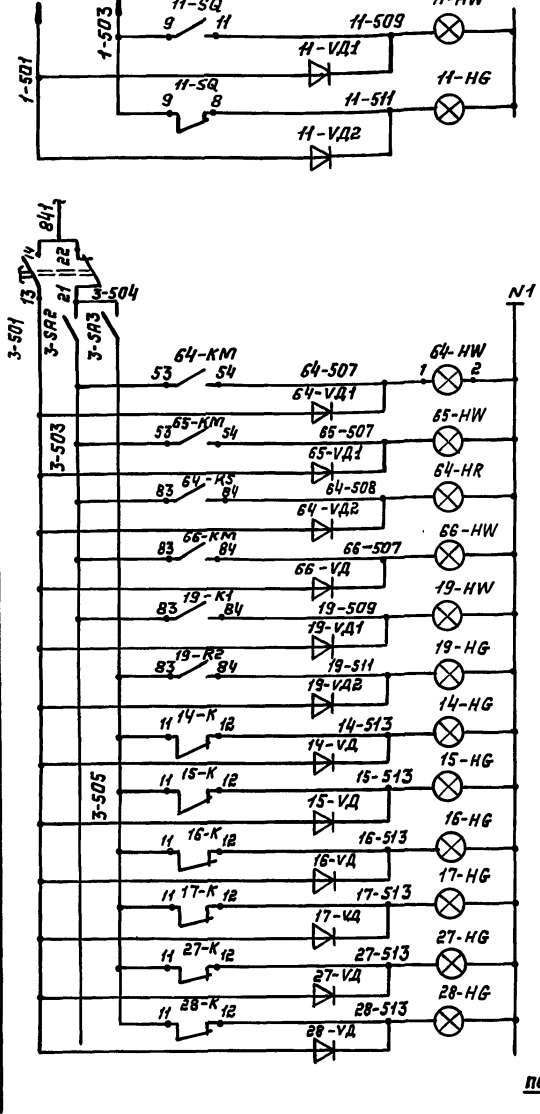 11-SQ
11-HW
9 11
11-509
1-503
11-VД1
1-501
11-SQ
11-HG
9 8
11-511
11-VД2
841
14 22
13 21
3-504
3-501
3-SA2
3-SA3
N1
64-KM
53 54
64-507
64-HW
1 2
64-VД1
3-503
65-KM
53 54
65-507
65-HW
65-VД1
83 84
64-508
64-HR
64-VД2
66-KM
83 84
66-507
66-HW
66-VД
19-K1
83 84
19-509
19-HW
19-VД1
83 84
19-511
19-HG
19-VД2
14-K
11 12
14-513
14-HG
14-VД
3-505
15-K
11 12
15-513
15-HG
15-VД
16-K
11 12
16-513
16-HG
16-VД
17-K
11 12
17-513
17-HG
17-VД
27-K
11 12
27-513
27-HG
27-VД
28-K
11 12
28-513
28-HG
28-VД